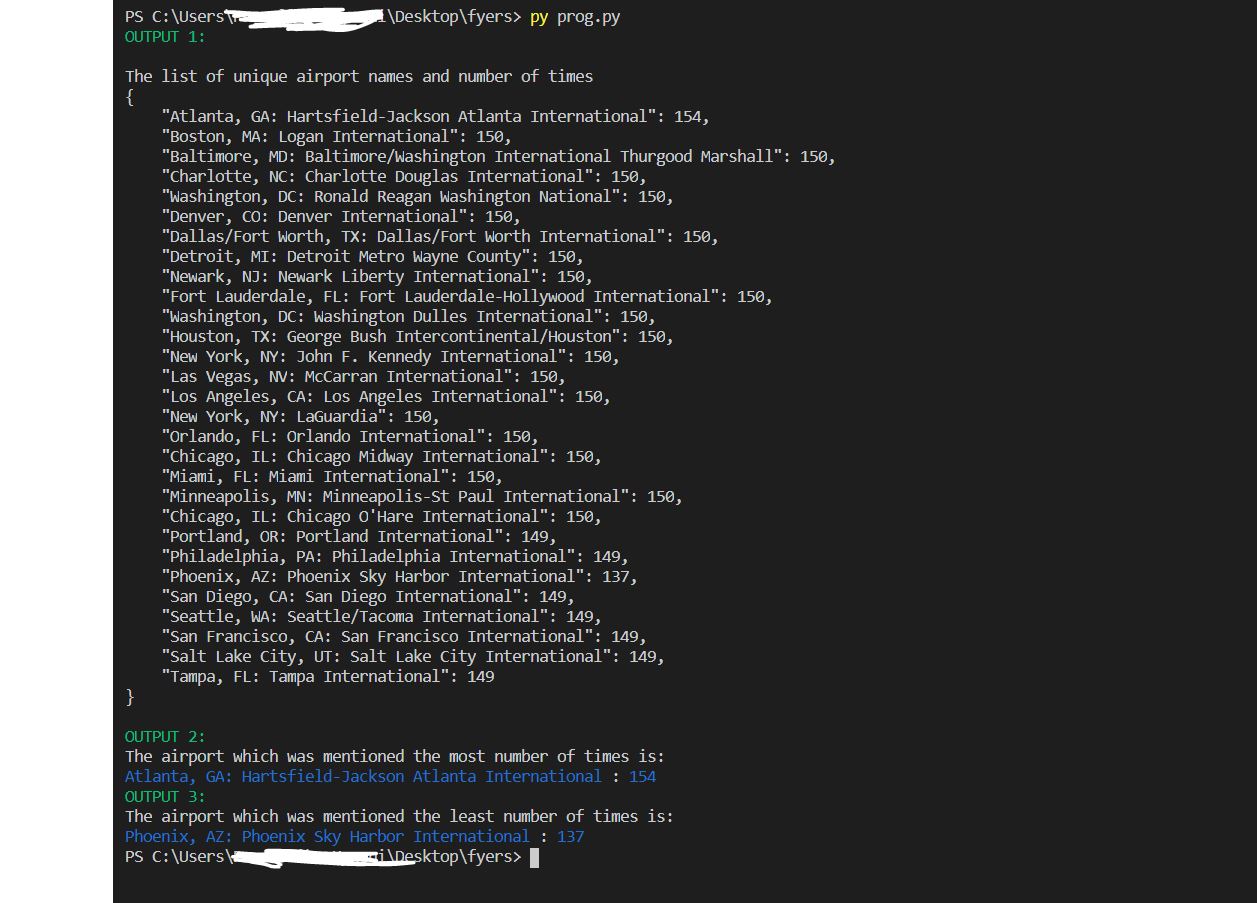 PS C:\Users\ \Desktop\fyers> py prog.py
OUTPUT 1:
The list of unique airport names and number of times
{
"Atlanta, GA: Hartsfield-Jackson Atlanta International": 154,
"Boston, MA: Logan International": 150,
"Baltimore, MD: Baltimore/Washington International Thurgood Marshall": 150,
"Charlotte, NC: Charlotte Douglas International": 150,
"Washington, DC: Ronald Reagan Washington National": 150,
"Denver, CO: Denver International": 150,
"Dallas/Fort Worth, TX: Dallas/Fort Worth International": 150,
"Detroit, MI: Detroit Metro Wayne County": 150,
"Newark, NJ: Newark Liberty International": 150,
"Fort Lauderdale, FL: Fort Lauderdale-Hollywood International": 150,
"Washington, DC: Washington Dulles International": 150,
"Houston, TX: George Bush Intercontinental/Houston": 150,
"New York, NY: John F. Kennedy International": 150,
"Las Vegas, NV: McCarran International": 150,
"Los Angeles, CA: Los Angeles International": 150,
"New York, NY: LaGuardia": 150,
"Orlando, FL: Orlando International": 150,
"Chicago, IL: Chicago Midway International": 150,
"Miami, FL: Miami International": 150,
"Minneapolis, MN: Minneapolis-St Paul International": 150,
"Chicago, IL: Chicago O'Hare International": 150,
"Portland, OR: Portland International": 149,
"Philadelphia, PA: Philadelphia International": 149,
"Phoenix, AZ: Phoenix Sky Harbor International": 137,
"San Diego, CA: San Diego International": 149,
"Seattle, WA: Seattle/Tacoma International": 149,
"San Francisco, CA: San Francisco International": 149,
"Salt Lake City, UT: Salt Lake City International": 149,
"Tampa, FL: Tampa International": 149
}
OUTPUT 2:
The airport which was mentioned the most number of times is:
Atlanta, GA: Hartsfield-Jackson Atlanta International : 154
OUTPUT 3:
The airport which was mentioned the least number of times is:
Phoenix, AZ: Phoenix Sky Harbor International : 137
PS C:\Users\ \Desktop\fyers>